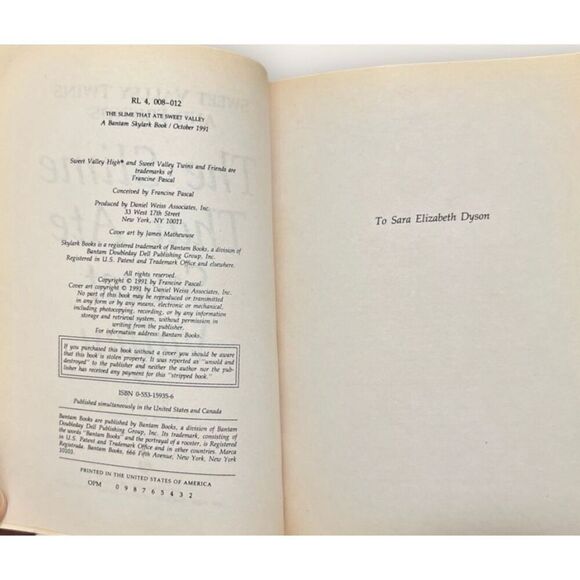 RL 4, 008-012
THE SLIME THAT ATE SWEET VALLEY
A Bantam Skylark Book / October 1991
Sweet Valley High® and Sweet Valley Twins and Friends are
trademarks of
Francine Pascal
Conceived by Francine Pascal
Produced by Daniel Weiss Associates, Inc.
33 West 17th Street
New York, NY 10011
Cover art by James Mathewuse
Skylark Books is a registered trademark of Bantam Books, a division of
Bantam Doubleday Dell Publishing Group, Inc.
Registered in U.S. Patent and Trademark Office and elsewhere.
All rights reserved.
Copyright © 1991 by Francine Pascal.
Cover art copyright © 1991 by Daniel Weiss Associates, Inc.
No part of this book may be reproduced or transmitted
in any form or by any means, electronic or mechanical,
including photocopying, recording, or by any information
storage and retrieval system, without permission in
writing from the publisher.
For information address: Bantam Books.
If you purchased this book without a cover you should be aware
that this book is stolen property. It was reported as "unsold and
destroyed" to the publisher and neither the author nor the pub-
lisher has received any payment for this "stripped book."
ISBN 0-553-15935-6
Published simultaneously in the United States and Canada
Bantam Books are published by Bantam Books, a division of Bantam
Doubleday Dell Publishing Group, Inc. Its trademark, consisting of
the words "Bantam Books" and the portrayal of a rooster, is Registered
in U.S. Patent and Trademark Office and in other countries. Marca
Registrada. Bantam Books, 666 Fifth Avenue, New York, New York
10103.
PRINTED IN THE UNITED STATES OF AMERICA
OPM 0 9 8 7 6 5 4 3 2
To Sara Elizabeth Dyson